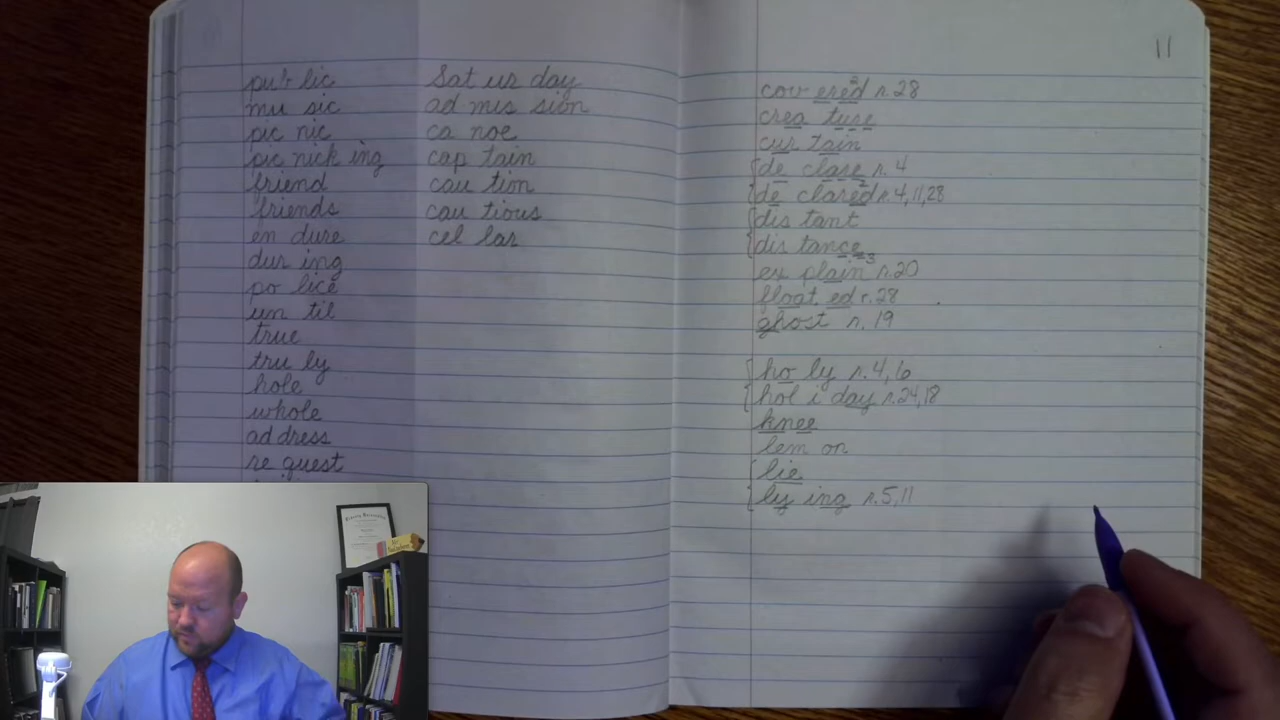 pub lic
mu sic
pic nic
pic nick ing
friend
friends
en dure
dur ing
po lice
un til
true
tru ly
hole
whole
ad dress
re quest
Sat ur day
ad mis sion
ca noe
cap tain
cau tion
cau tious
cel lar
11
cov ered r.28
crea ture
cur tain
de clare r.4
de clared r.4,11,28
dis tant
dis tance
ex plain r.20
float ed r.28
ghost r.19
ho ly r.4,6
hol i day r.24,18
knee
lem on
lie
ly ing r.5,11